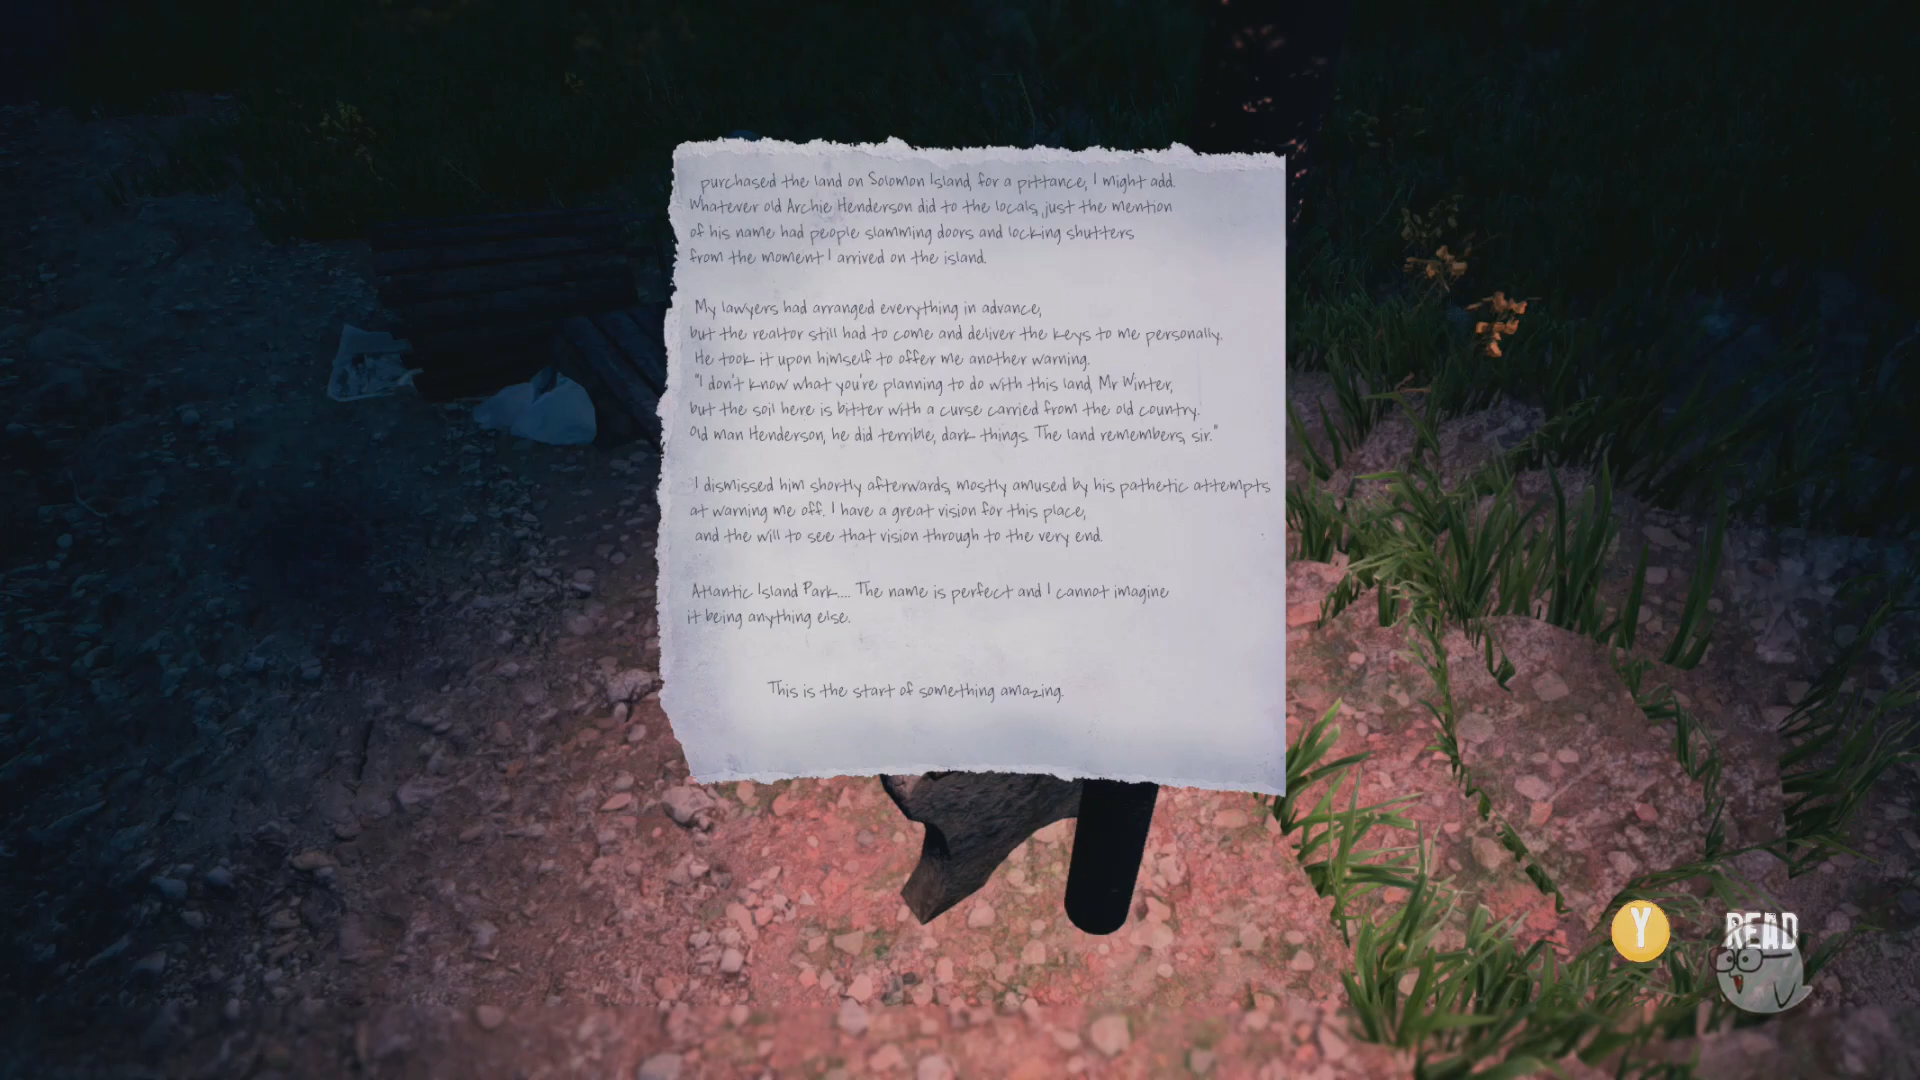 purchased the land on Solomon Island, for a pittance, I might add.
Whatever old Archie Henderson did to the locals, just the mention
of his name had people slamming doors and locking shutters
from the moment I arrived on the island.
My lawyers had arranged everything in advance,
but the realtor still had to come and deliver the keys to me personally.
He took it upon himself to offer me another warning.
"I don't know what you're planning to do with this land, Mr Winter,
but the soil here is bitter with a curse carried from the old country.
Old man Henderson, he did terrible, dark things. The land remembers, sir."
I dismissed him shortly afterwards, mostly amused by his pathetic attempts
at warning me off. I have a great vision for this place,
and the will to see that vision through to the very end.
Atlantic Island Park.... The name is perfect and I cannot imagine
it being anything else.
This is the start of something amazing.
Y READ